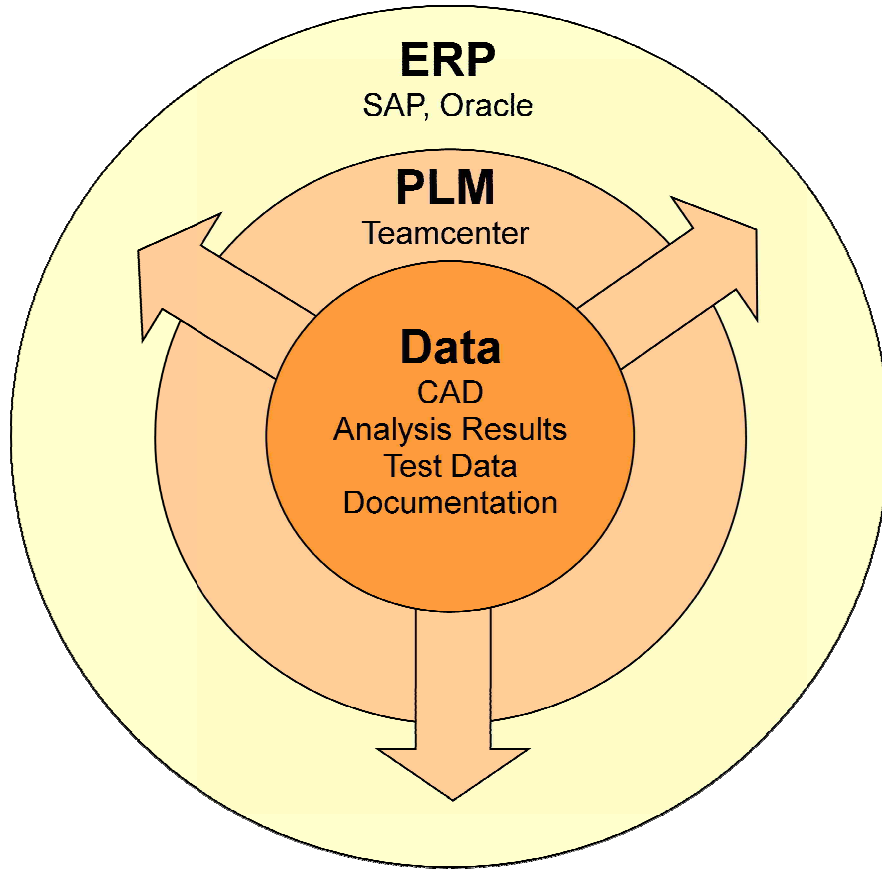 ERP
SAP, Oracle
PLM
Teamcenter
Data
CAD
Analysis Results
Test Data
Documentation